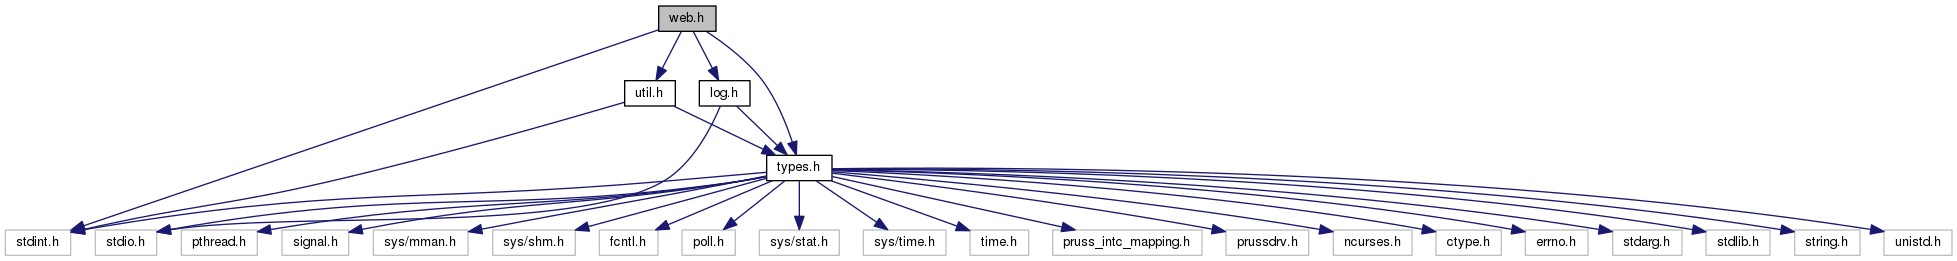 web.h
util.h
log.h
types.h
stdint.h
stdio.h
pthread.h
signal.h
sys/mman.h
sys/shm.h
fcntl.h
poll.h
sys/stat.h
sys/time.h
time.h
pruss_intc_mapping.h
prussdrv.h
ncurses.h
ctype.h
errno.h
stdarg.h
stdlib.h
string.h
unistd.h